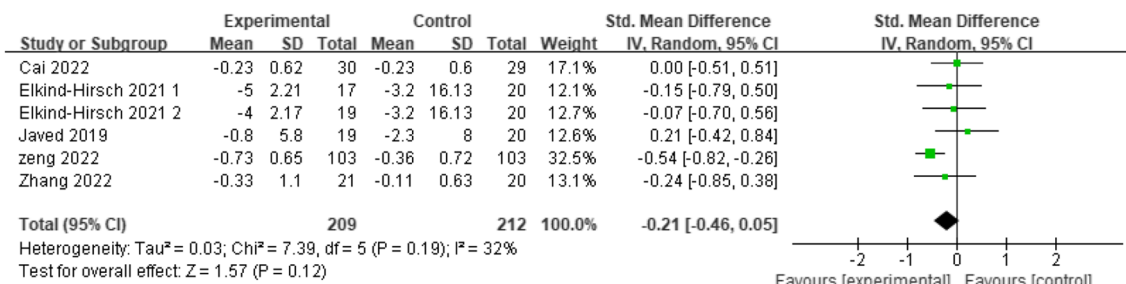 Experimental Control Std. Mean Difference Std. Mean Difference
Study or Subgroup Mean SD Total Mean SD Total Weight IV, Random, 95% CI IV, Random, 95% CI
Cai 2022 -0.23 0.62 30 -0.23 0.6 29 17.1% 0.00 [-0.51, 0.51]
Elkind-Hirsch 2021 1 -5 2.21 17 -3.2 16.13 20 12.1% -0.15 [-0.79, 0.50]
Elkind-Hirsch 2021 2 -4 2.17 19 -3.2 16.13 20 12.7% -0.07 [-0.70, 0.56]
Javed 2019 -0.8 5.8 19 -2.3 8 20 12.6% 0.21 [-0.42, 0.84]
zeng 2022 -0.73 0.65 103 -0.36 0.72 103 32.5% -0.54 [-0.82, -0.26]
Zhang 2022 -0.33 1.1 21 -0.11 0.63 20 13.1% -0.24 [-0.85, 0.38]
Total (95% CI) 209 212 100.0% -0.21 [-0.46, 0.05]
Heterogeneity: Tau² = 0.03; Chi² = 7.39, df = 5 (P = 0.19); I² = 32%
Test for overall effect: Z = 1.57 (P = 0.12)
-2 -1 0 1 2
Favours [experimental] Favours [control]